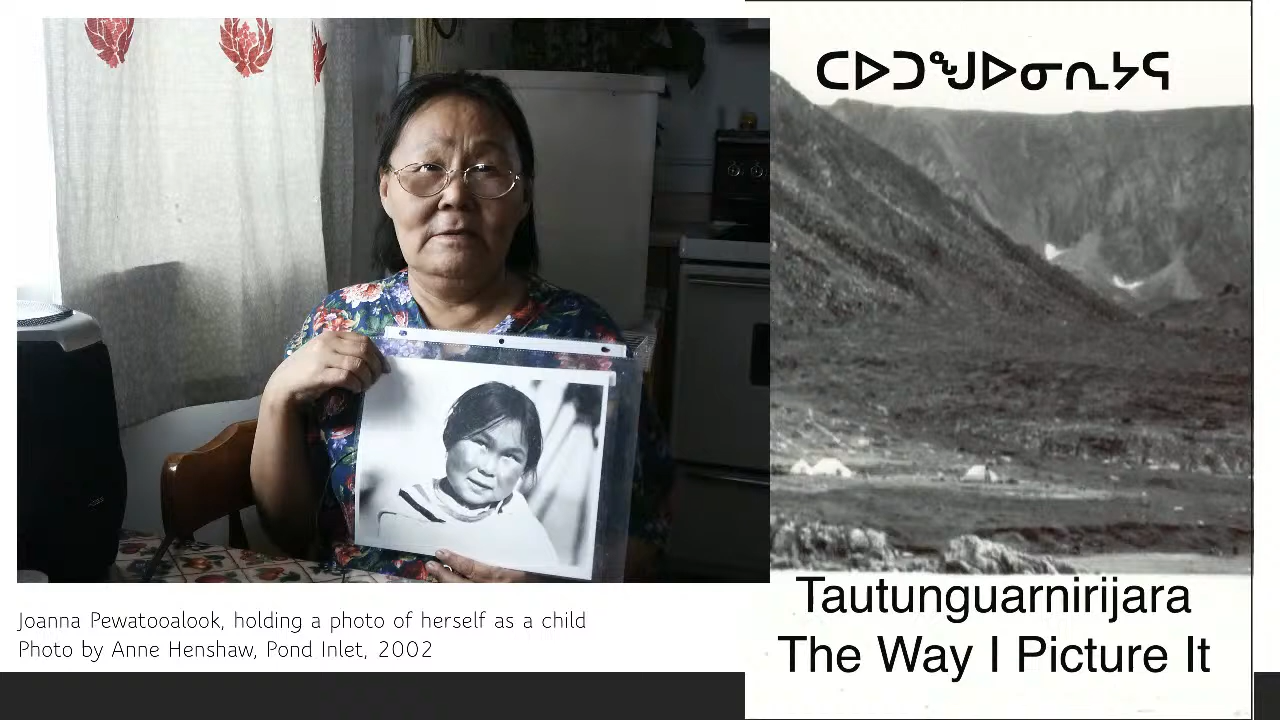 Joanna Pewatooalook, holding a photo of herself as a child
Photo by Anne Henshaw, Pond Inlet, 2002
ᑕᐅᑐᖑᐅᓂᕆᔭᕋ
Tautunguarnirijara
The Way I Picture It